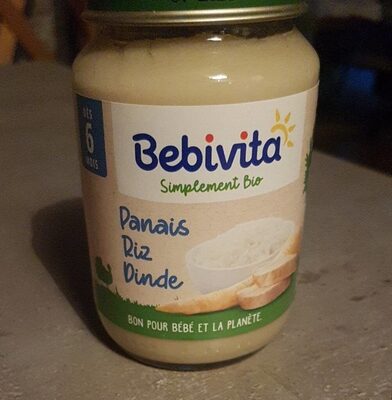 DÈS
6
MOIS
Bebivita
Simplement Bio
Panais
Riz
Dinde
BON POUR BÉBÉ ET LA PLANÈTE